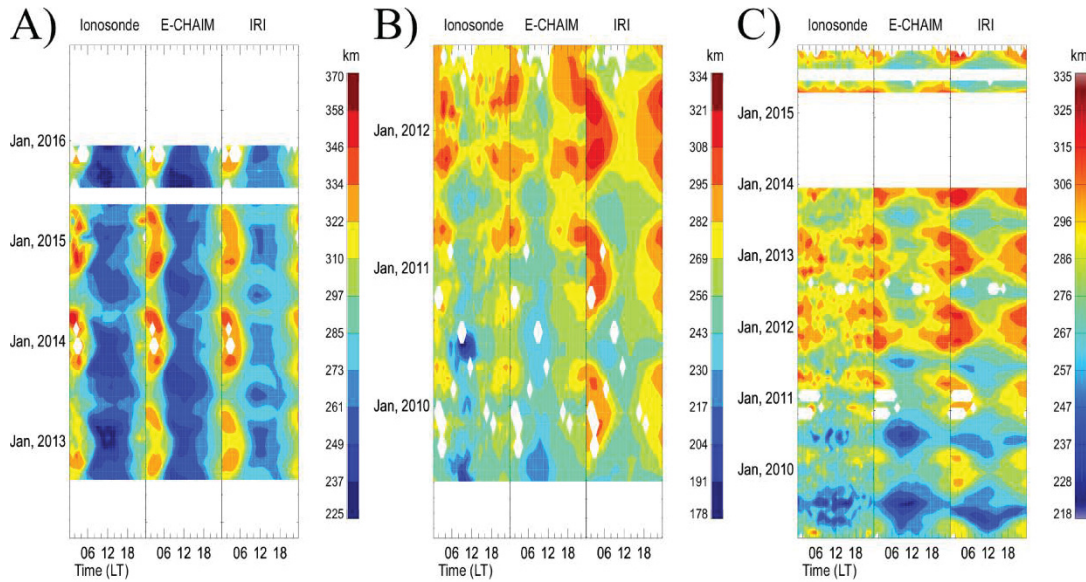 A) Ionosonde E-CHAIM IRI
km
370
358
346
334
322
310
297
285
273
261
249
237
225
Jan, 2016
Jan, 2015
Jan, 2014
Jan, 2013
06 12 18 06 12 18 06 12 18
Time (LT)
B) Ionosonde E-CHAIM IRI
km
334
321
308
295
282
269
256
243
230
217
204
191
178
Jan, 2012
Jan, 2011
Jan, 2010
06 12 18 06 12 18 06 12 18
Time (LT)
C) Ionosonde E-CHAIM IRI
km
335
325
315
305
296
286
276
267
257
247
237
228
218
Jan, 2015
Jan, 2014
Jan, 2013
Jan, 2012
Jan, 2011
Jan, 2010
06 12 18 06 12 18 06 12 18
Time (LT)